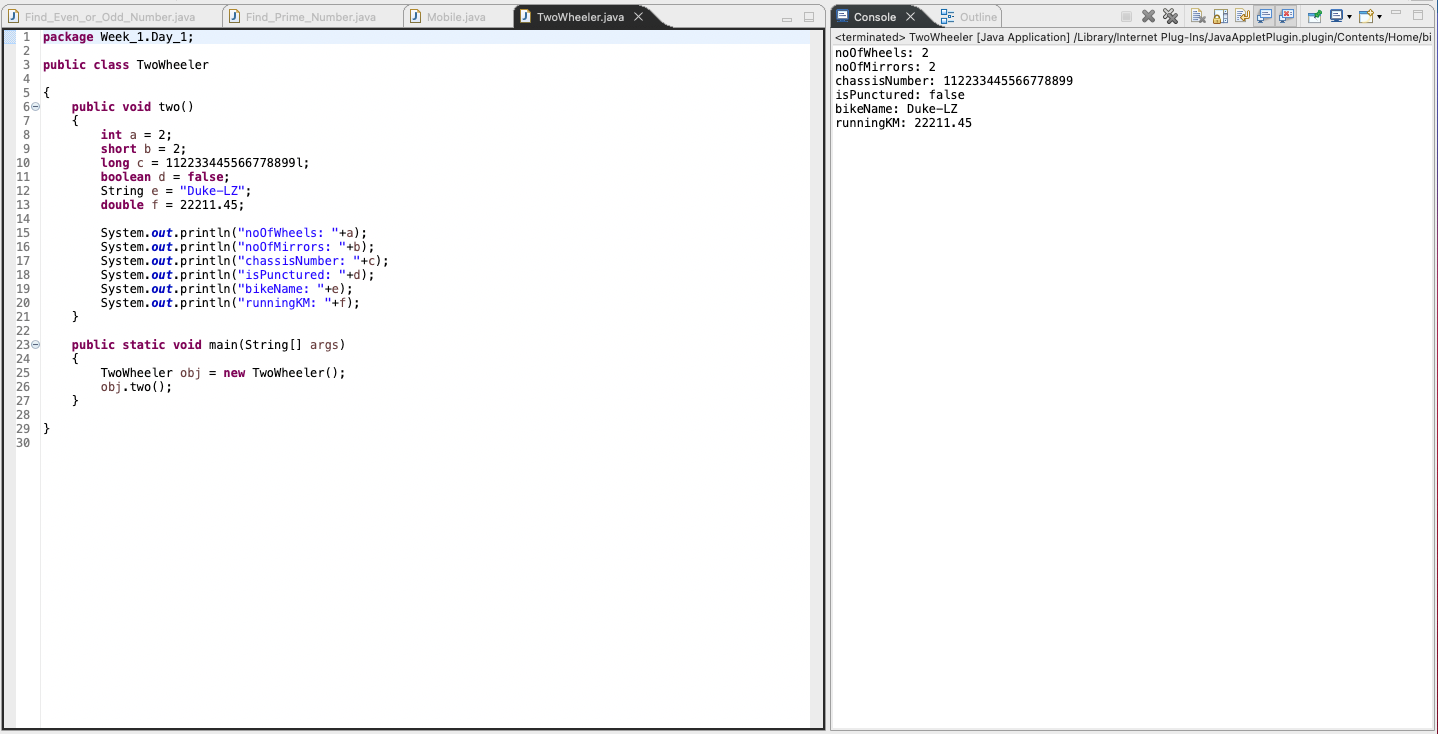 Find_Even_or_Odd_Number.java Find_Prime_Number.java Mobile.java TwoWheeler.java
1 package Week_1.Day_1;
2
3 public class TwoWheeler
4
5 {
6     public void two()
7     {
8         int a = 2;
9         short b = 2;
10         long c = 112233445566778899l;
11         boolean d = false;
12         String e = "Duke-LZ";
13         double f = 22211.45;
14
15         System.out.println("noOfWheels: "+a);
16         System.out.println("noOfMirrors: "+b);
17         System.out.println("chassisNumber: "+c);
18         System.out.println("isPunctured: "+d);
19         System.out.println("bikeName: "+e);
20         System.out.println("runningKM: "+f);
21     }
22
23     public static void main(String[] args)
24     {
25         TwoWheeler obj = new TwoWheeler();
26         obj.two();
27     }
28
29 }
30
Console Outline
<terminated> TwoWheeler [Java Application] /Library/Internet Plug-Ins/JavaAppletPlugin.plugin/Contents/Home/bi
noOfWheels: 2
noOfMirrors: 2
chassisNumber: 112233445566778899
isPunctured: false
bikeName: Duke-LZ
runningKM: 22211.45